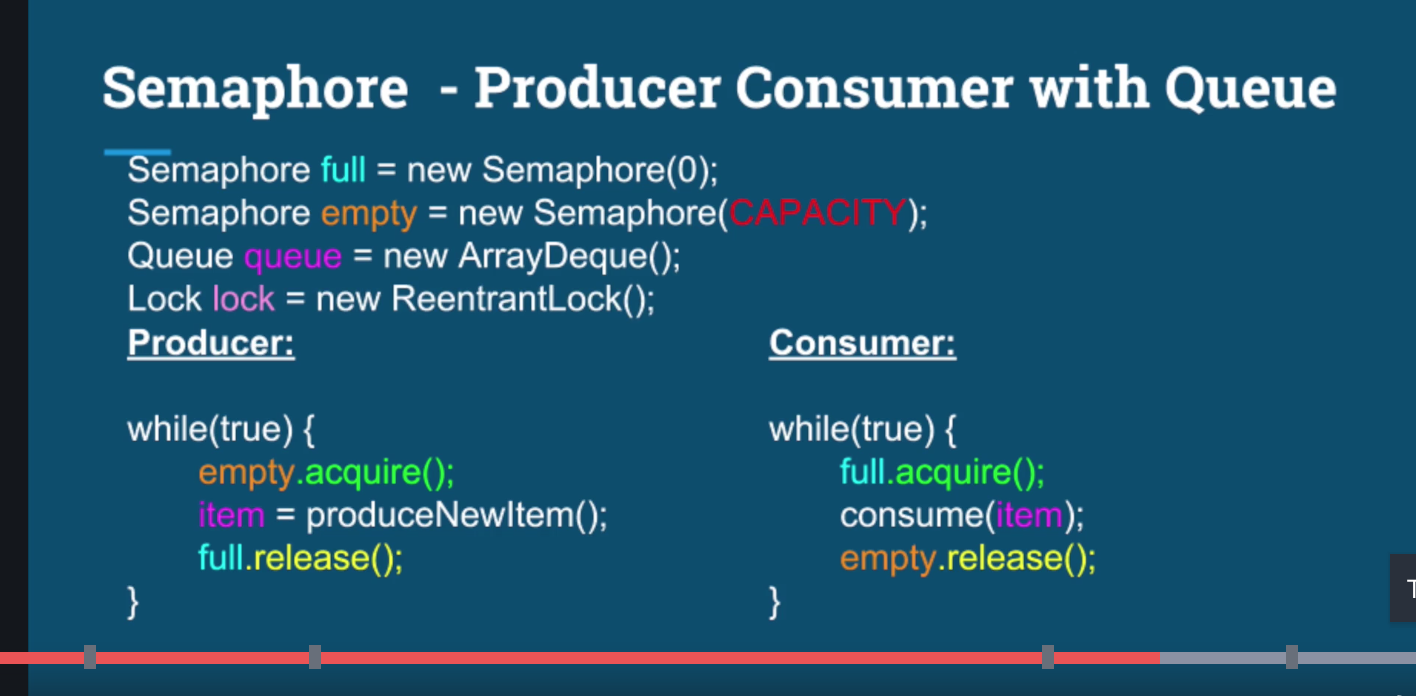 Semaphore - Producer Consumer with Queue
Semaphore full = new Semaphore(0);
Semaphore empty = new Semaphore(CAPACITY);
Queue queue = new ArrayDeque();
Lock lock = new ReentrantLock();
Producer:
while(true) {
empty.acquire();
item = produceNewItem();
full.release();
}
Consumer:
while(true) {
full.acquire();
consume(item);
empty.release();
}